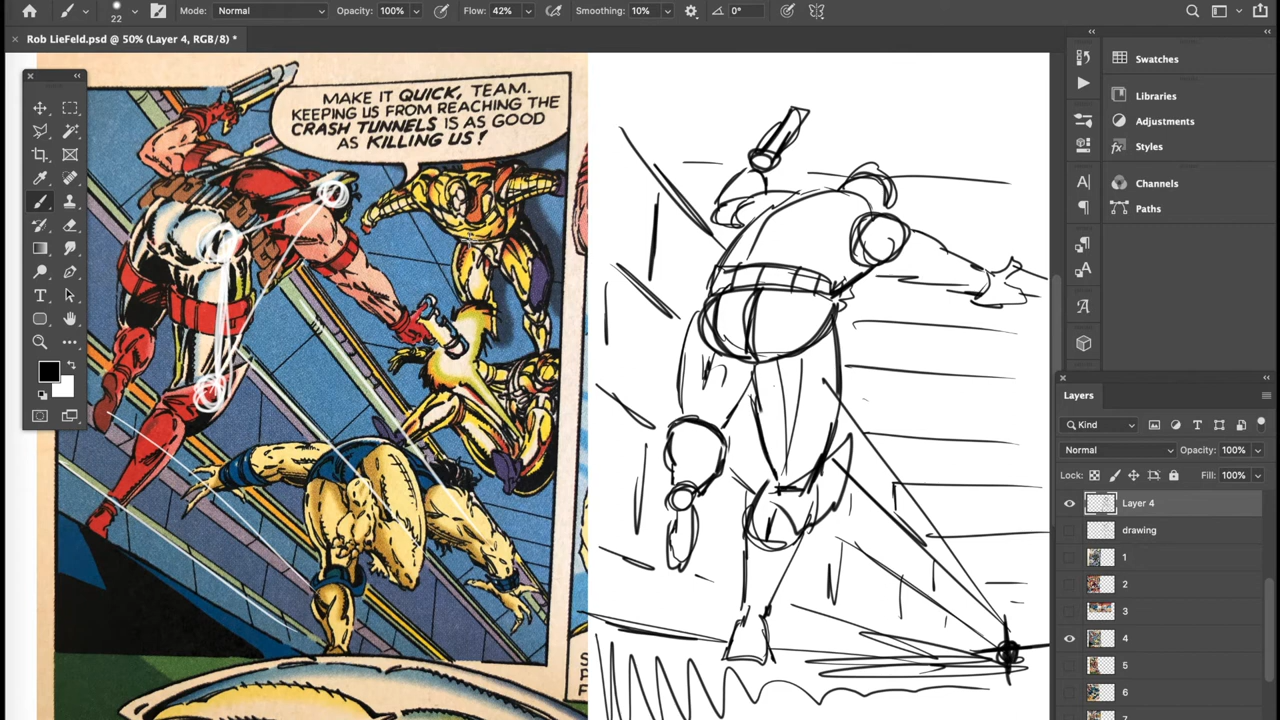 22
Mode: Normal
Opacity: 100%
Flow: 42%
Smoothing: 10%
0°
Rob LieFeld.psd @ 50% (Layer 4, RGB/8) *
MAKE IT QUICK, TEAM.
KEEPING US FROM REACHING THE
CRASH TUNNELS IS AS GOOD
AS KILLING US!
Swatches
Libraries
Adjustments
Styles
Channels
Paths
Layers
Kind
Normal
Opacity: 100%
Lock:
Fill: 100%
Layer 4
drawing
1
2
3
4
5
6